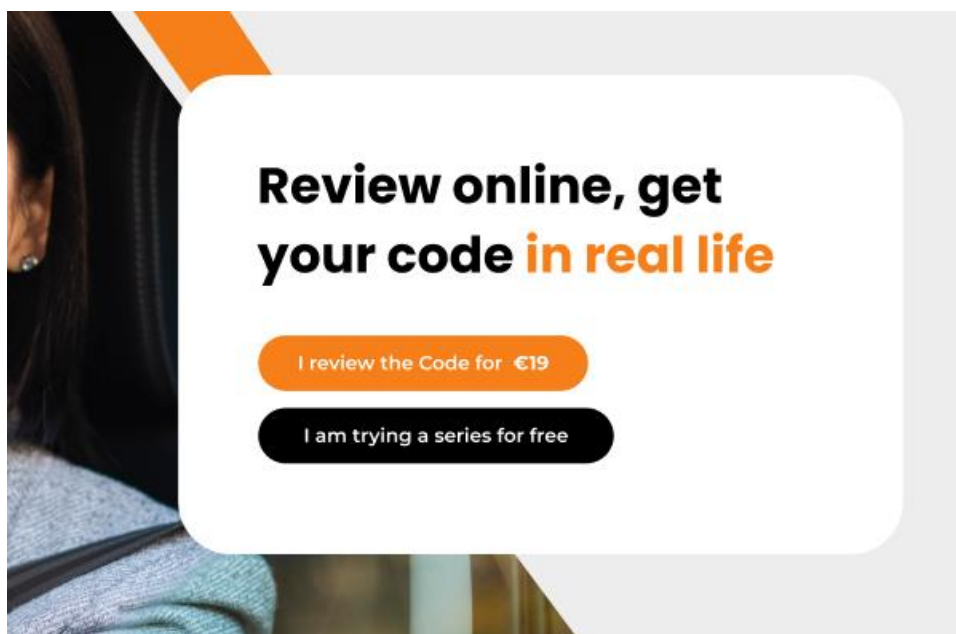 Review online, get
your code in real life
I review the Code for €19
I am trying a series for free